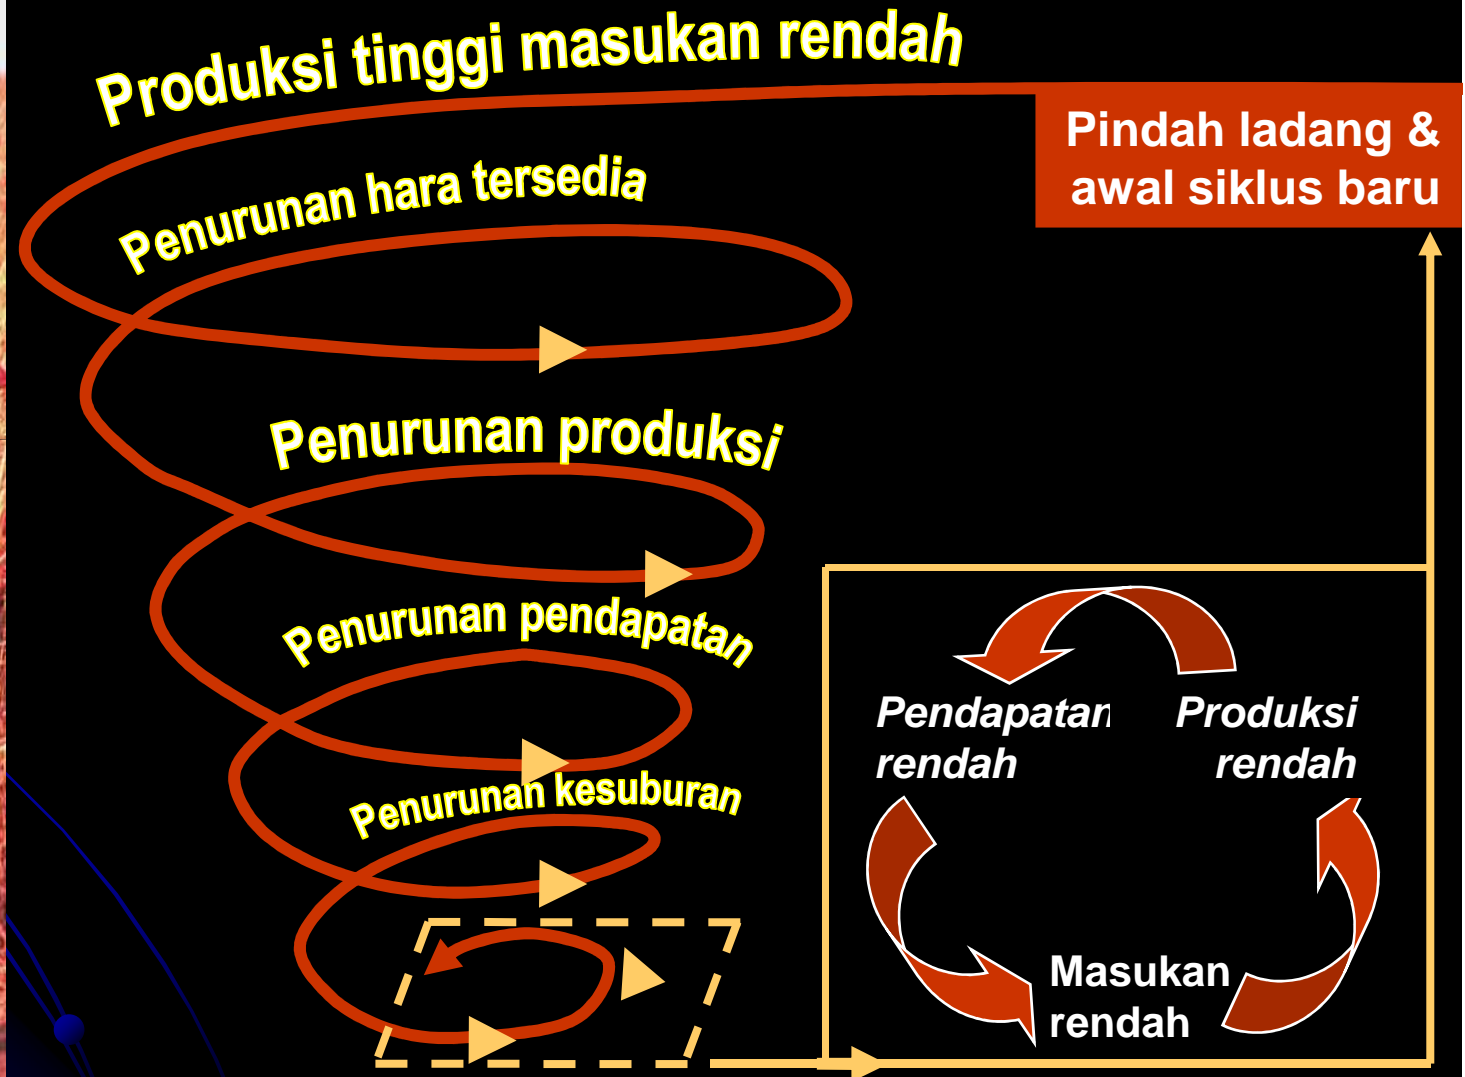 Produksi tinggi masukan rendah
Pindah ladang &
awal siklus baru
Penurunan hara tersedia
Penurunan produksi
Penurunan pendapatan
Penurunan kesuburan
Pendapatan
rendah
Produksi
rendah
Masukan
rendah